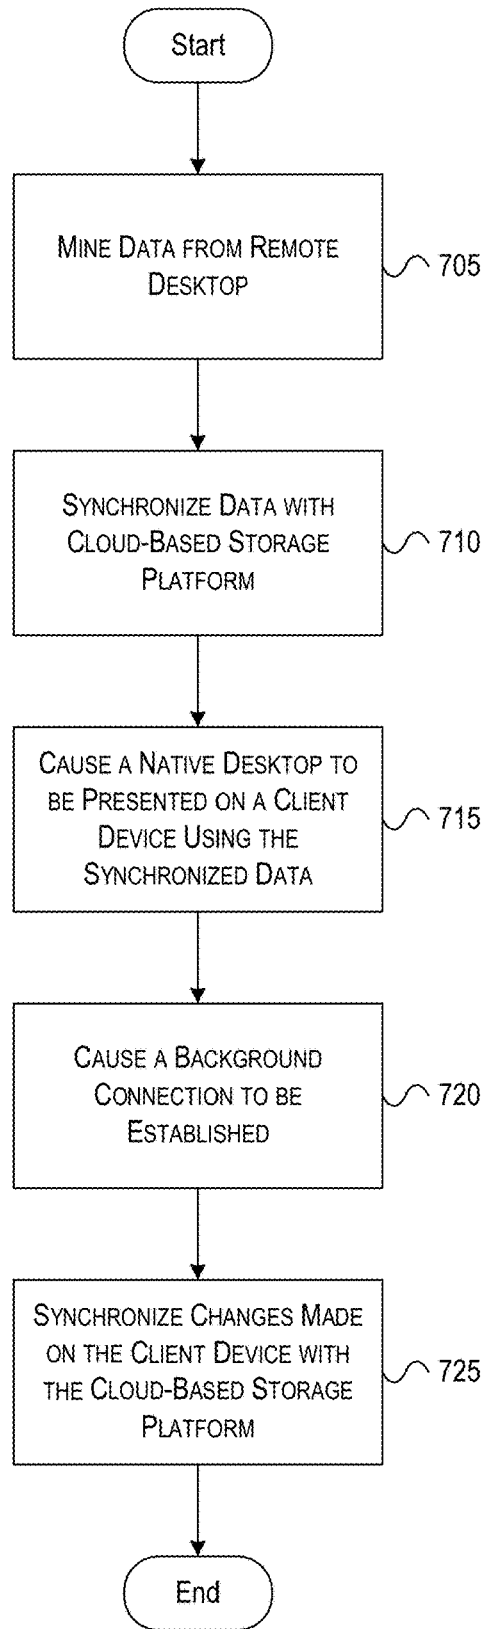 Start
MINE DATA FROM REMOTE
DESKTOP
705
SYNCHRONIZE DATA WITH
CLOUD-BASED STORAGE
PLATFORM
710
CAUSE A NATIVE DESKTOP TO
BE PRESENTED ON A CLIENT
DEVICE USING THE
SYNCHRONIZED DATA
715
CAUSE A BACKGROUND
CONNECTION TO BE
ESTABLISHED
720
SYNCHRONIZE CHANGES MADE
ON THE CLIENT DEVICE WITH
THE CLOUD-BASED STORAGE
PLATFORM
725
End